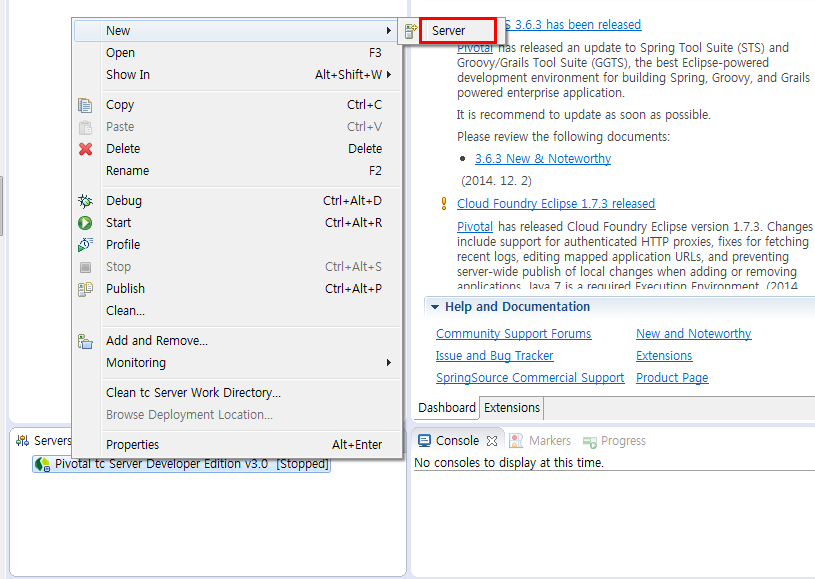 New
Server
Open F3
Show In Alt+Shift+W
Copy Ctrl+C
Paste Ctrl+V
Delete Delete
Rename F2
Debug Ctrl+Alt+D
Start Ctrl+Alt+R
Profile
Stop Ctrl+Alt+S
Publish Ctrl+Alt+P
Clean...
Add and Remove...
Monitoring
Clean tc Server Work Directory...
Browse Deployment Location...
Properties Alt+Enter
S 3.6.3 has been released
Pivotal has released an update to Spring Tool Suite (STS) and
Groovy/Grails Tool Suite (GGTS), the best Eclipse-powered
development environment for building Spring, Groovy, and Grails
powered enterprise application.
It is recommend to update as soon as possible.
Please review the following documents:
• 3.6.3 New & Noteworthy
(2014. 12. 2)
Cloud Foundry Eclipse 1.7.3 released
Pivotal has released Cloud Foundry Eclipse version 1.7.3. Changes
include support for authenticated HTTP proxies, fixes for fetching
recent logs, editing mapped application URLs, and preventing
server-wide publish of local changes when adding or removing
applications. Java 7 is a required Execution Environment. (2014.
Help and Documentation
Community Support Forums New and Noteworthy
Issue and Bug Tracker Extensions
SpringSource Commercial Support Product Page
Dashboard Extensions
Servers
Pivotal tc Server Developer Edition v3.0 [Stopped]
Console Markers Progress
No consoles to display at this time.